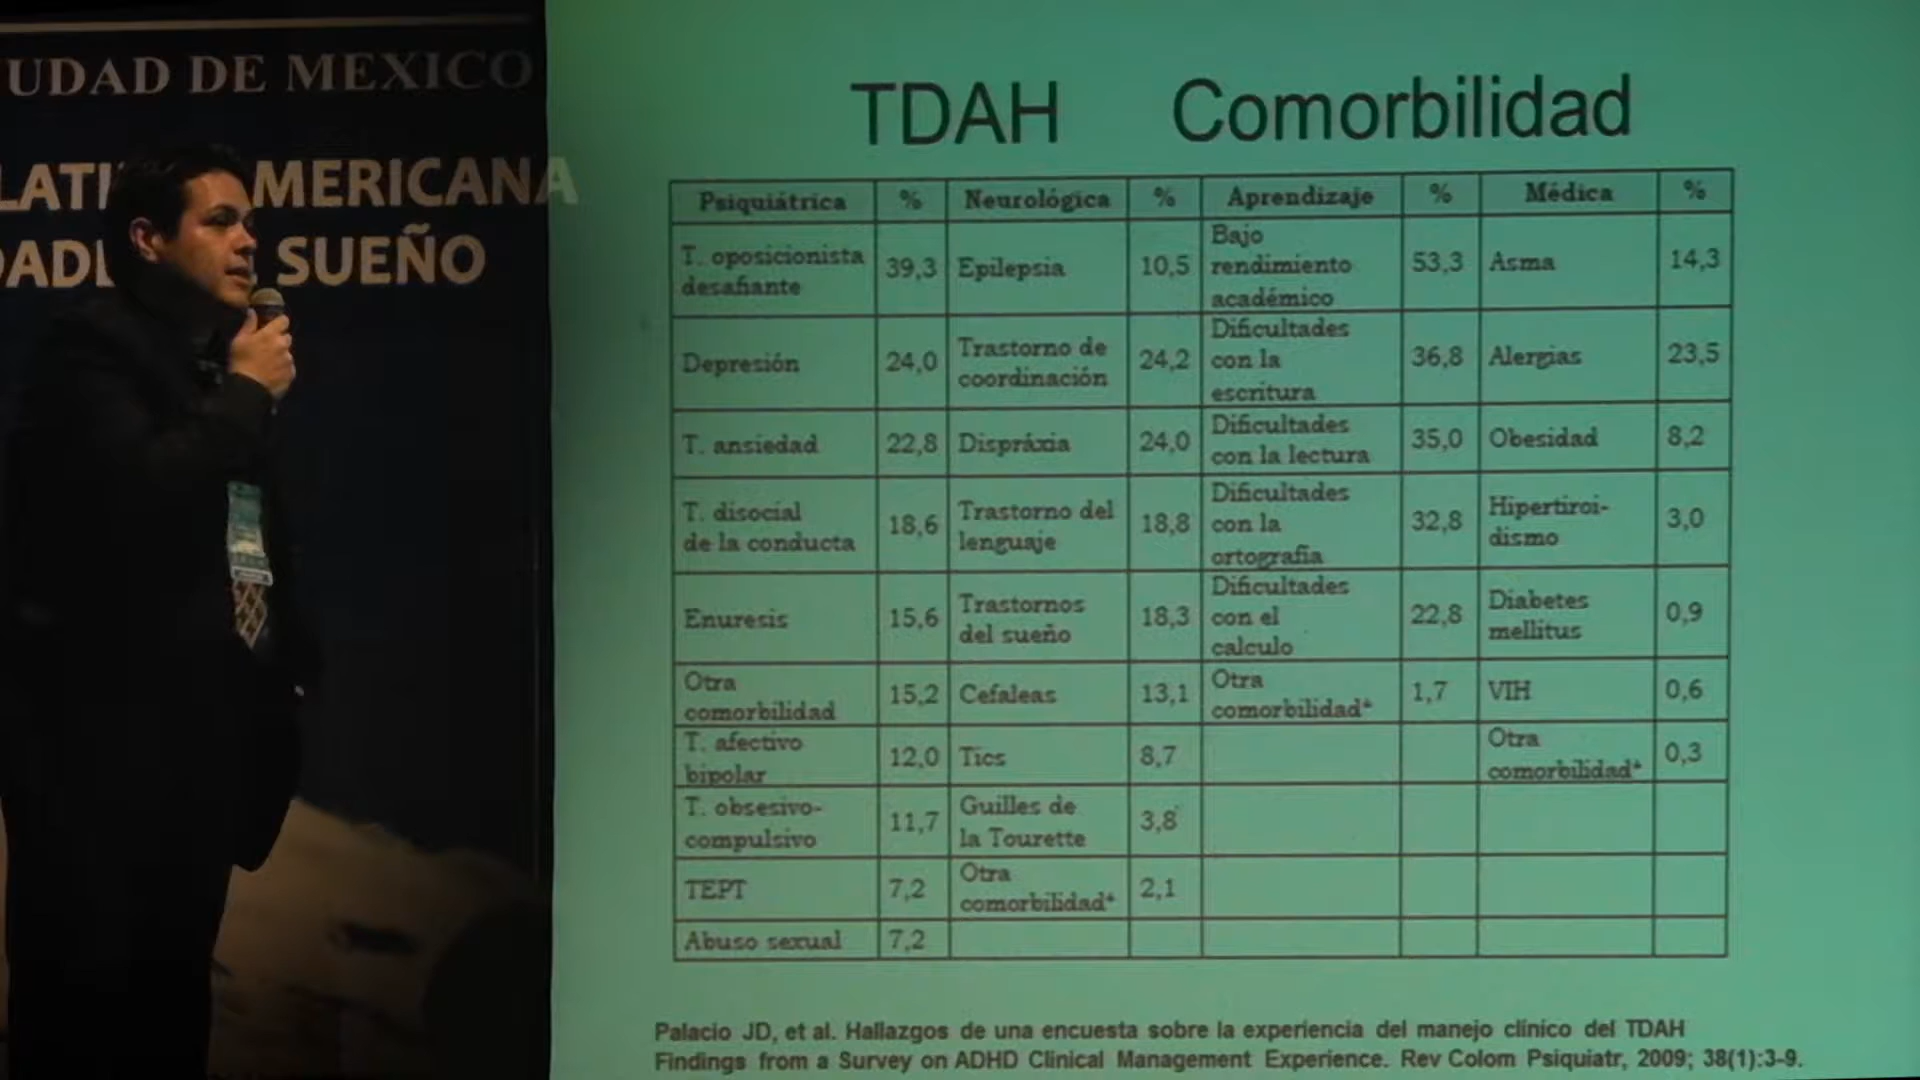 UDAD DE MEXICO
LATI MERICANA
DADE SUEÑO
TDAH Comorbilidad
Psiquiátrica % Neurológica % Aprendizaje % Médica %
T. oposicionista desafiante 39,3 Epilepsia 10,5 Bajo rendimiento académico 53,3 Asma 14,3
Depresión 24,0 Trastorno de coordinación 24,2 Dificultades con la escritura 36,8 Alergias 23,5
T. ansiedad 22,8 Dispráxia 24,0 Dificultades con la lectura 35,0 Obesidad 8,2
T. disocial de la conducta 18,6 Trastorno del lenguaje 18,8 Dificultades con la ortografía 32,8 Hipertiroi-dismo 3,0
Enuresis 15,6 Trastornos del sueño 18,3 Dificultades con el calculo 22,8 Diabetes mellitus 0,9
Otra comorbilidad 15,2 Cefaleas 13,1 Otra comorbilidad* 1,7 VIH 0,6
T. afectivo bipolar 12,0 Tics 8,7 Otra comorbilidad* 0,3
T. obsesivo-compulsivo 11,7 Guilles de la Tourette 3,8
TEPT 7,2 Otra comorbilidad* 2,1
Abuso sexual 7,2
Palacio JD, et al. Hallazgos de una encuesta sobre la experiencia del manejo clínico del TDAH
Findings from a Survey on ADHD Clinical Management Experience. Rev Colom Psiquiatr, 2009; 38(1):3-9.